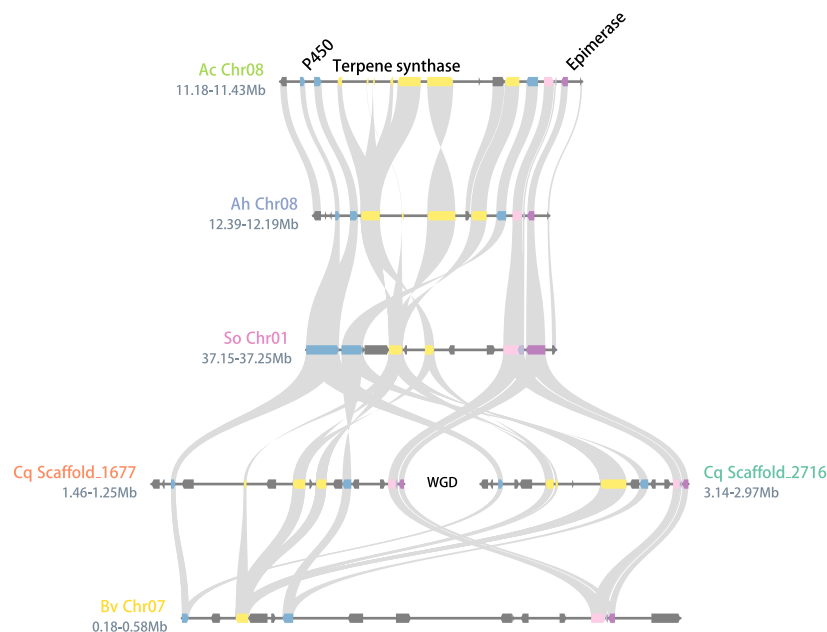 P450
Terpene synthase
Epimerase
Ac Chr08
11.18-11.43Mb
Ah Chr08
12.39-12.19Mb
So Chr01
37.15-37.25Mb
Cq Scaffold_1677
1.46-1.25Mb
WGD
Cq Scaffold_2716
3.14-2.97Mb
Bv Chr07
0.18-0.58Mb